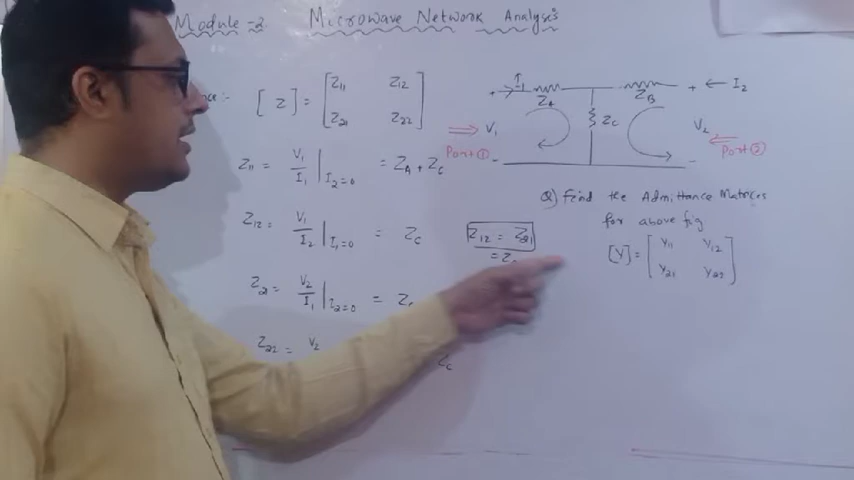 Module-2 Microwave Network Analysis
[Z] = [Z11 Z12
Z21 Z22]
Z11 = V1/I1 | I2=0 = ZA + ZC
Z12 = V1/I2 | I1=0 = ZC
Z21 = V2/I1 | I2=0 = ZC
Z22 = V2
ZC
Z12 = Z21
I1
ZA
ZB
I2
+
+
V1
ZC
V2
Port ①
Port ②
-
-
Q) Find the Admittance Matrices
for above fig
[Y] = [Y11 Y12
Y21 Y22]